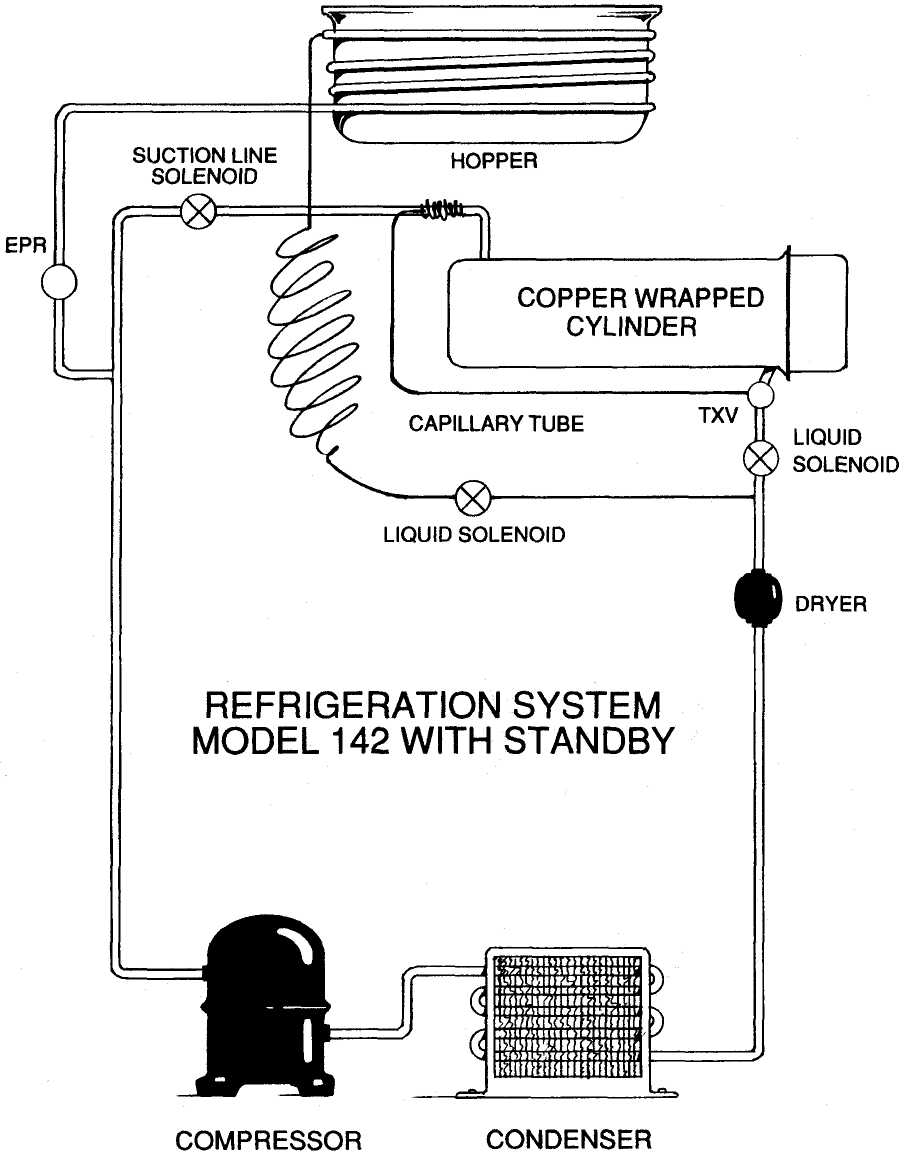 HOPPER
SUCTION LINE
SOLENOID
EPR
COPPER WRAPPED
CYLINDER
CAPILLARY TUBE
TXV
LIQUID
SOLENOID
LIQUID SOLENOID
DRYER
REFRIGERATION SYSTEM
MODEL 142 WITH STANDBY
COMPRESSOR
CONDENSER